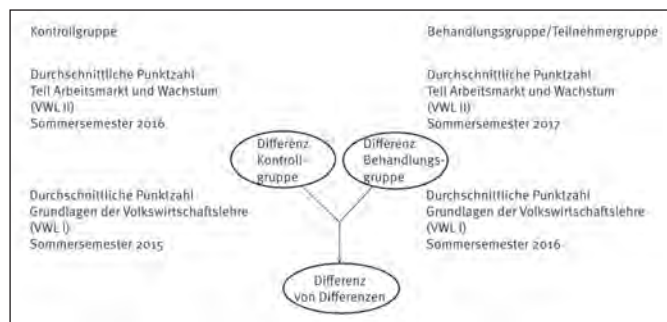 Kontrollgruppe
Durchschnittliche Punktzahl
Teil Arbeitsmarkt und Wachstum
(VWL II)
Sommersemester 2016
Durchschnittliche Punktzahl
Grundlagen der Volkswirtschaftslehre
(VWL I)
Sommersemester 2015
Differenz
Kontroll-
gruppe
Differenz
Behandlungs-
gruppe
Differenz
von Differenzen
Behandlungsgruppe/Teilnehmergruppe
Durchschnittliche Punktzahl
Teil Arbeitsmarkt und Wachstum
(VWL II)
Sommersemester 2017
Durchschnittliche Punktzahl
Grundlagen der Volkswirtschaftslehre
(VWL I)
Sommersemester 2016